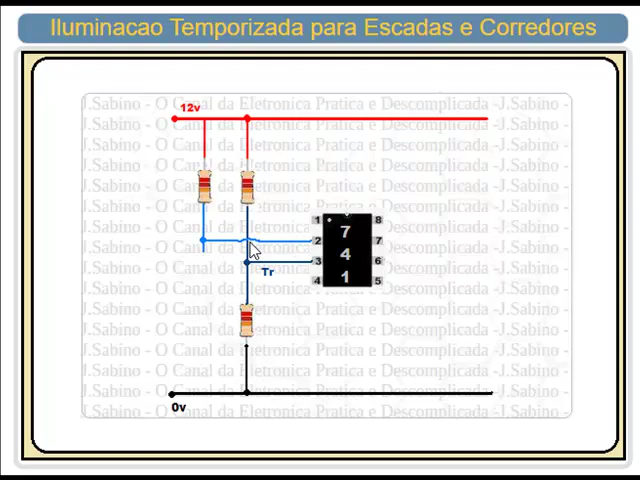 Iluminacao Temporizada para Escadas e Corredores
J.Sabino - O Canal da Eletronica Pratica e Descomplicada -J.Sabino -
12v
1 8
7
2 7
4
3 6
1
4 5
Tr
0v